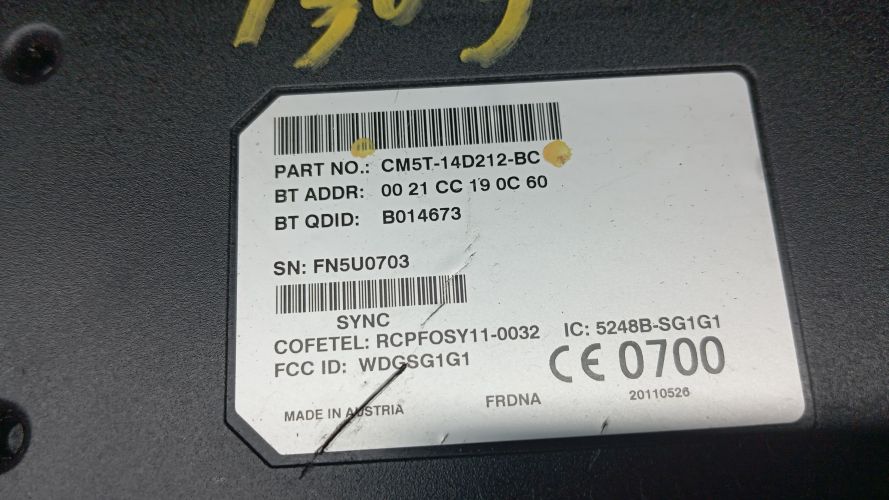 PART NO.: CM5T-14D212-BC
BT ADDR: 00 21 CC 19 0C 60
BT QDID: B014673
SN: FN5U0703
SYNC
COFETEL: RCPFOSY11-0032 IC: 5248B-SG1G1
FCC ID: WDGSG1G1 CE 0700
MADE IN AUSTRIA FRDNA 20110526